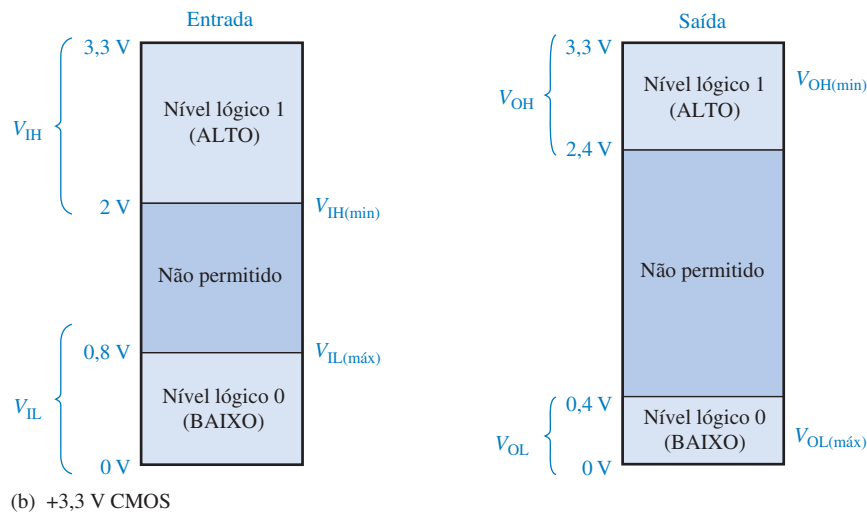 Entrada
3,3 V
V_IH
Nível lógico 1
(ALTO)
2 V
V_IH(min)
Não permitido
0,8 V
V_IL(máx)
V_IL
Nível lógico 0
(BAIXO)
0 V
Saída
3,3 V
V_OH
Nível lógico 1
(ALTO)
V_OH(min)
2,4 V
Não permitido
0,4 V
V_OL
Nível lógico 0
(BAIXO)
V_OL(máx)
0 V
(b) +3,3 V CMOS